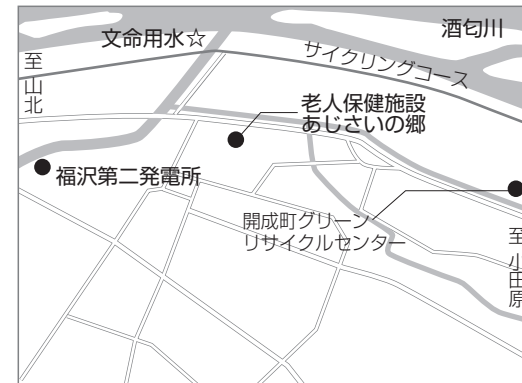 酒匂川
文命用水☆
サイクリングコース
至山北
老人保健施設
あじさいの郷
福沢第二発電所
開成町グリーン
リサイクルセンター
至小田原